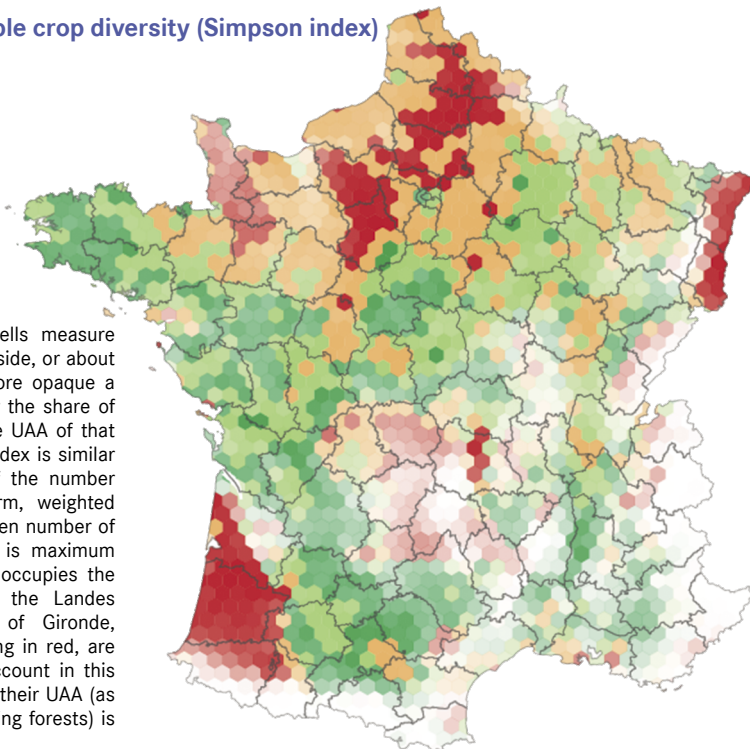 ple crop diversity (Simpson index)
ells measure
side, or about
ore opaque a
the share of
e UAA of that
dex is similar
the number
rm, weighted
en number of
is maximum
occupies the
the Landes
of Gironde,
ng in red, are
ccount in this
their UAA (as
ng forests) is